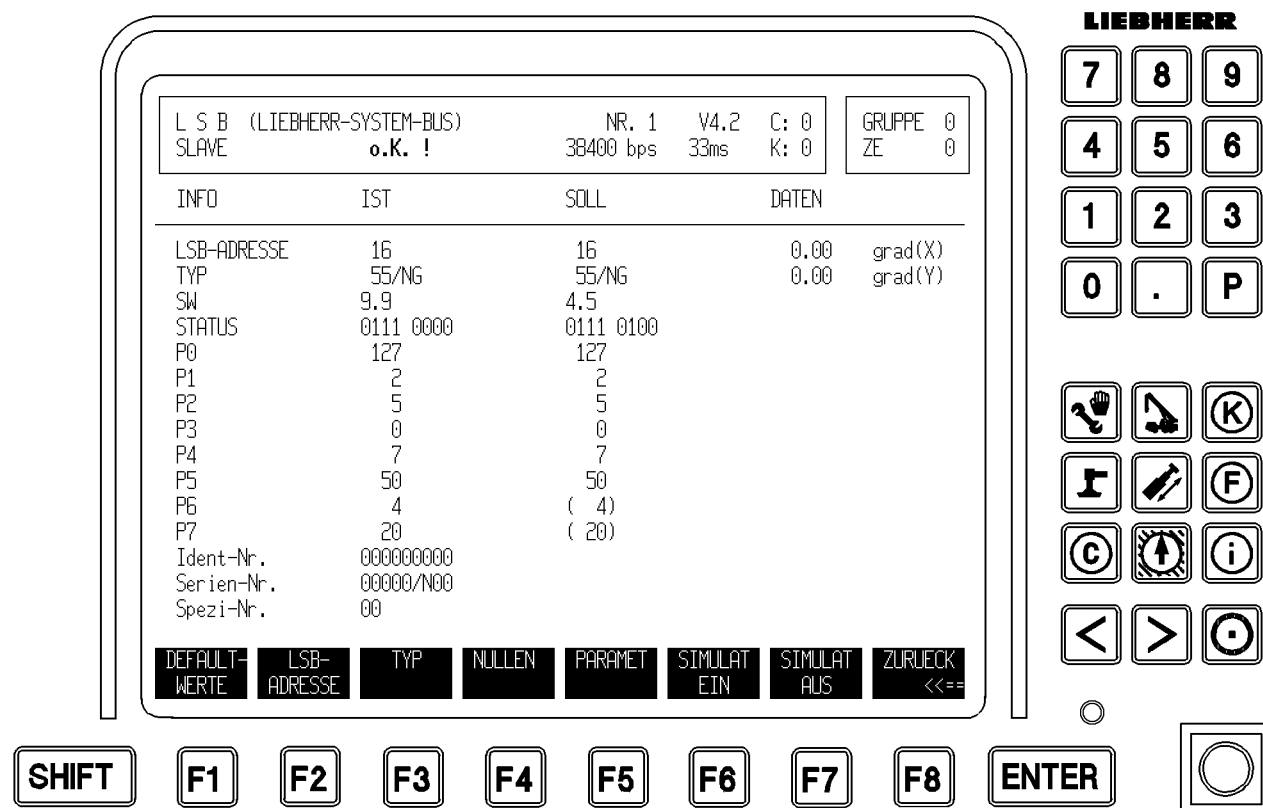 LIEBHERR
L S B (LIEBHERR-SYSTEM-BUS) NR. 1 V4.2 C: 0 GRUPPE 0
SLAVE o.K. ! 38400 bps 33ms K: 0 ZE 0
INFO IST SOLL DATEN
LSB-ADRESSE 16 16 0.00 grad(X)
TYP 55/NG 55/NG 0.00 grad(Y)
SW 9.9 4.5
STATUS 0111 0000 0111 0100
P0 127 127
P1 2 2
P2 5 5
P3 0 0
P4 7 7
P5 50 50
P6 4 ( 4)
P7 20 ( 20)
Ident-Nr. 000000000
Serien-Nr. 00000/N00
Spezi-Nr. 00
DEFAULT- LSB- TYP NULLEN PARAMET SIMULAT SIMULAT ZURUECK
WERTE ADRESSE EIN AUS <<==
7 8 9
4 5 6
1 2 3
0 . P
K
F
C i
< >
SHIFT F1 F2 F3 F4 F5 F6 F7 F8 ENTER